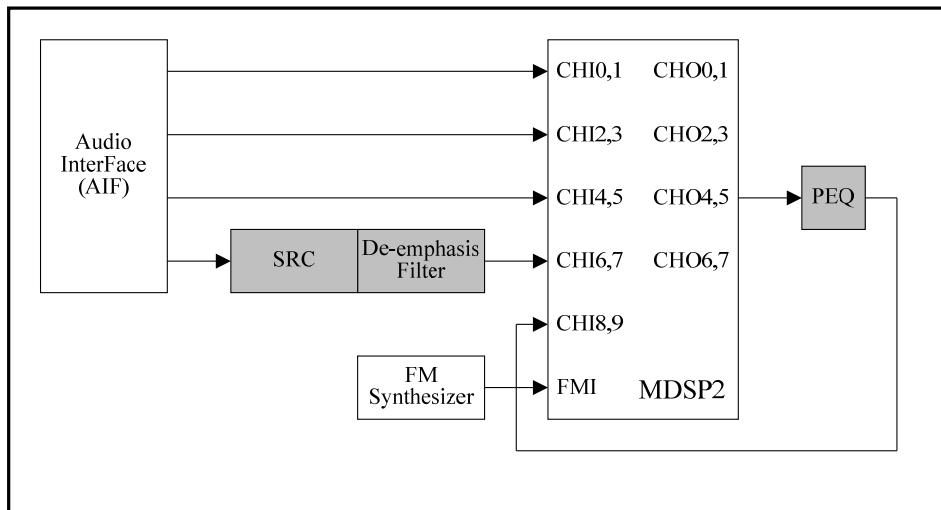 Audio
InterFace
(AIF)
SRC
De-emphasis
Filter
FM
Synthesizer
CHI0,1 CHO0,1
CHI2,3 CHO2,3
CHI4,5 CHO4,5
CHI6,7 CHO6,7
CHI8,9
FMI MDSP2
PEQ